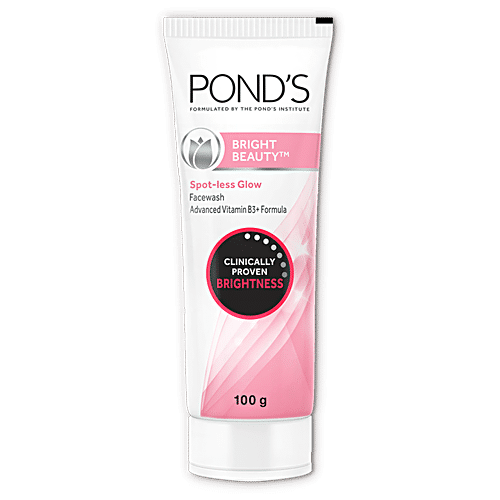 POND'S
FORMULATED BY THE POND'S INSTITUTE
BRIGHT
BEAUTY™
Spot-less Glow
Facewash
Advanced Vitamin B3+ Formula
CLINICALLY
PROVEN
BRIGHTNESS
100 g